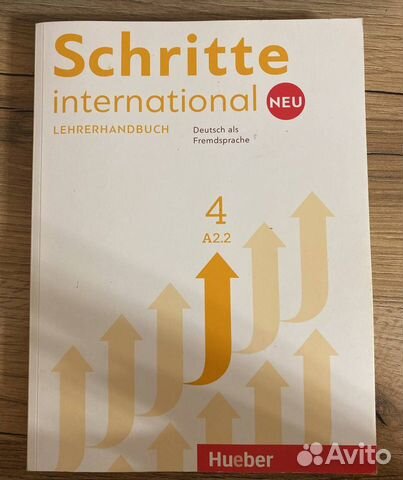 Schritte
international NEU
LEHRERHANDBUCH
Deutsch als
Fremdsprache
4
A2.2
Hueber
Avito